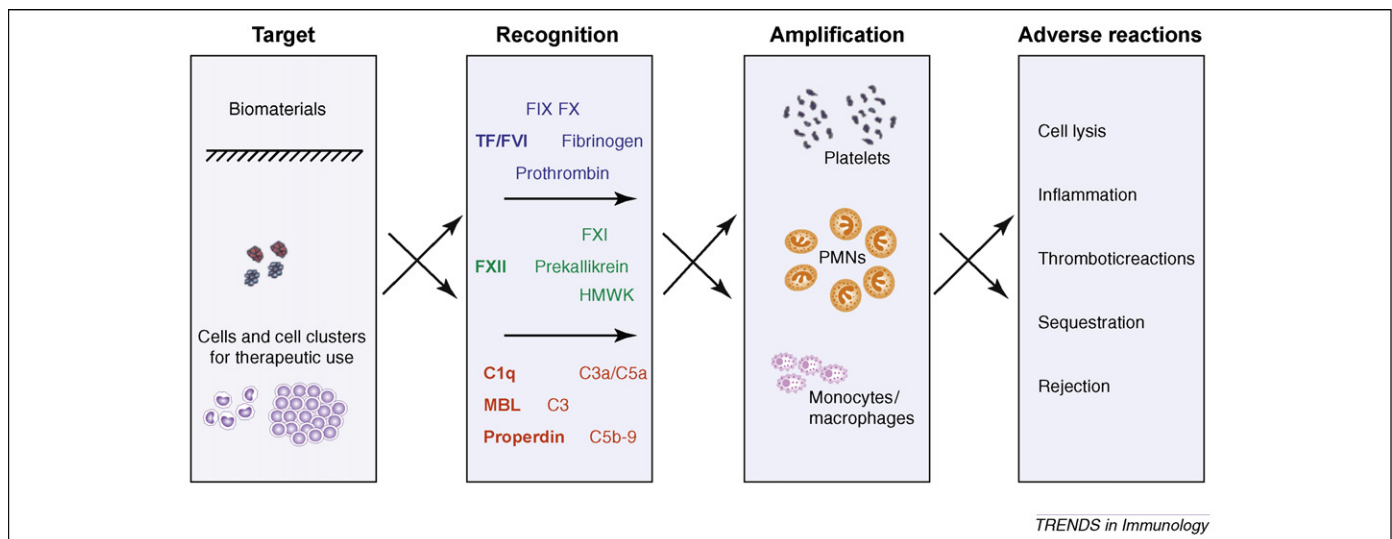 Target
Recognition
Amplification
Adverse reactions
Biomaterials
Cells and cell clusters
for therapeutic use
FIX FX
TF/FVI Fibrinogen
Prothrombin
FXI
FXII Prekallikrein
HMWK
C1q C3a/C5a
MBL C3
Properdin C5b-9
Platelets
PMNs
Monocytes/
macrophages
Cell lysis
Inflammation
Thromboticreactions
Sequestration
Rejection
TRENDS in Immunology